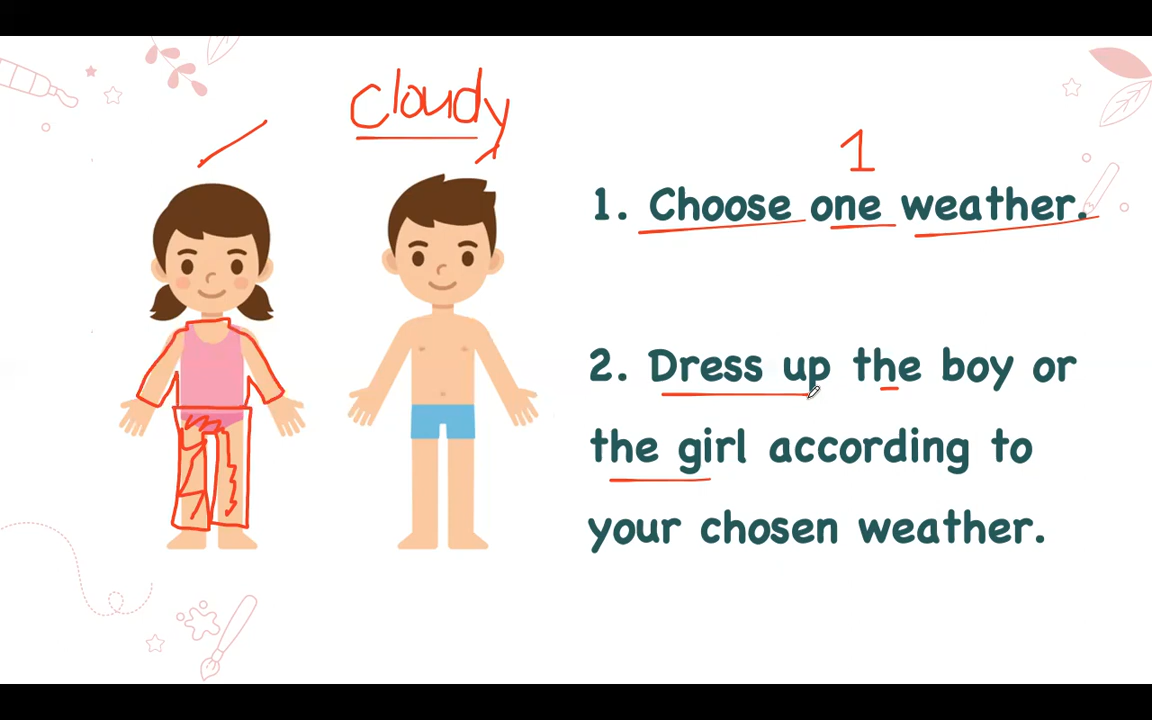 cloudy
1
1. Choose one weather.
2. Dress up the boy or
the girl according to
your chosen weather.